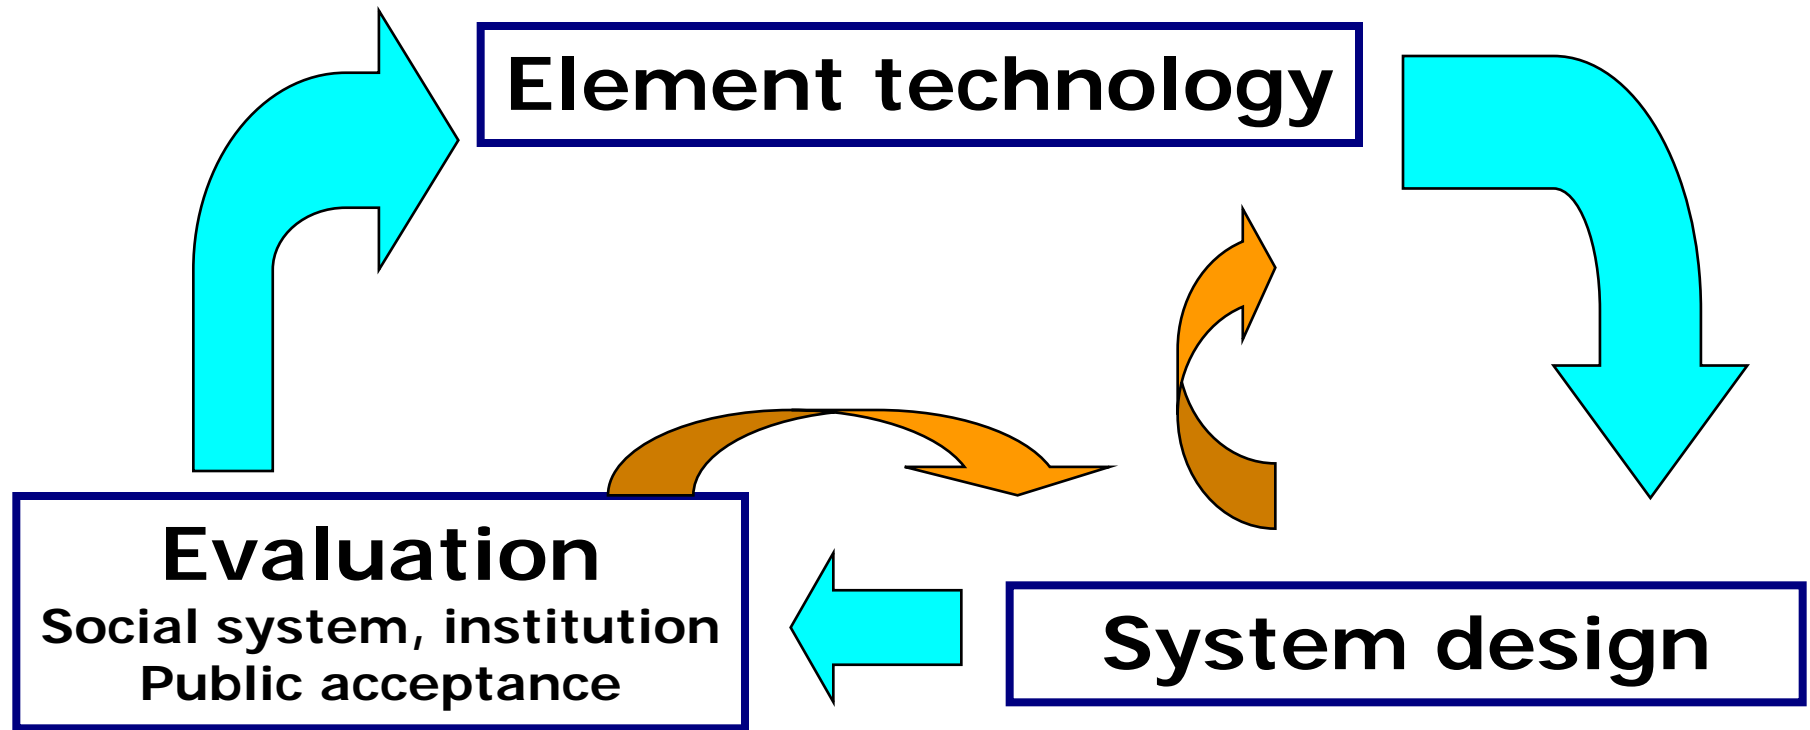 Element technology
Evaluation
Social system, institution
Public acceptance
System design